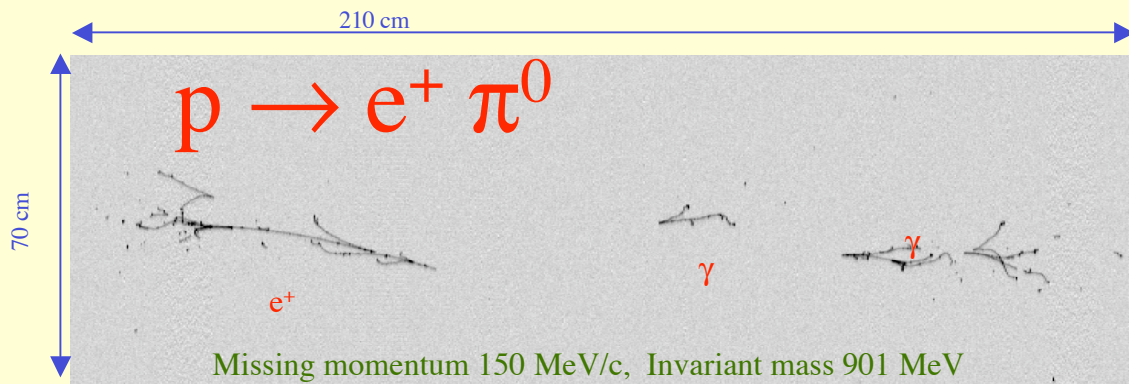 210 cm
p → e⁺ π⁰
70 cm
γ
γ
e⁺
Missing momentum 150 MeV/c, Invariant mass 901 MeV